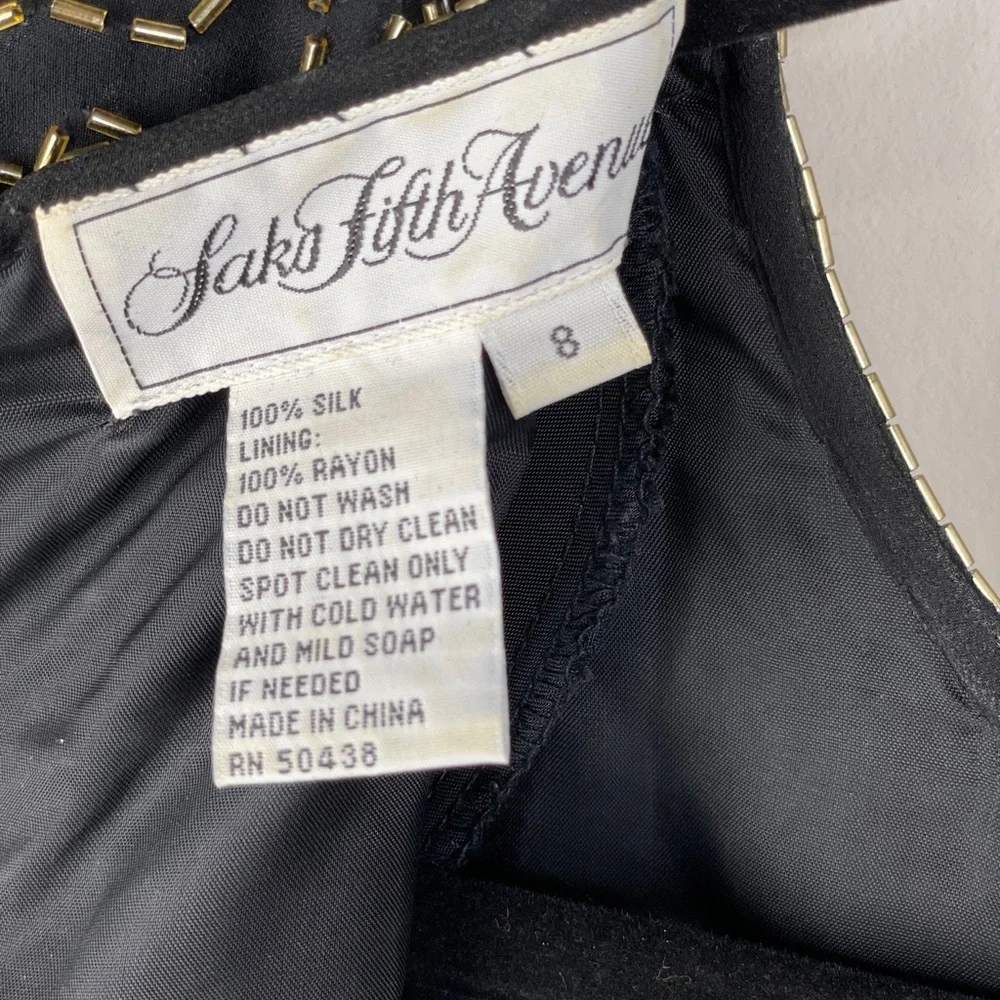 Saks Fifth Avenu
8
100% SILK
LINING:
100% RAYON
DO NOT WASH
DO NOT DRY CLEAN
SPOT CLEAN ONLY
WITH COLD WATER
AND MILD SOAP
IF NEEDED
MADE IN CHINA
RN 50438